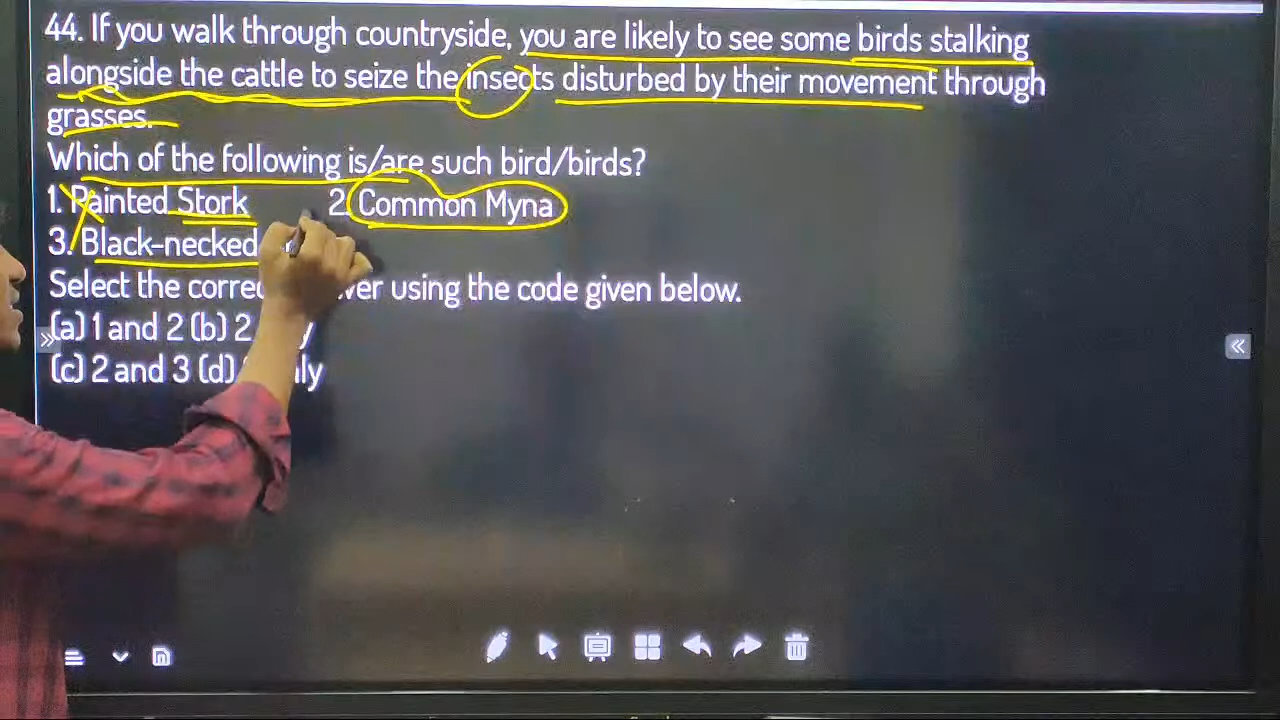 44. If you walk through countryside, you are likely to see some birds stalking
alongside the cattle to seize the insects disturbed by their movement through
grasses.
Which of the following is/are such bird/birds?
1. Painted Stork 2. Common Myna
3. Black-necked
Select the using the code given below.
(a) 1 and 2 (b) 2
(c) 2 and 3 (d)